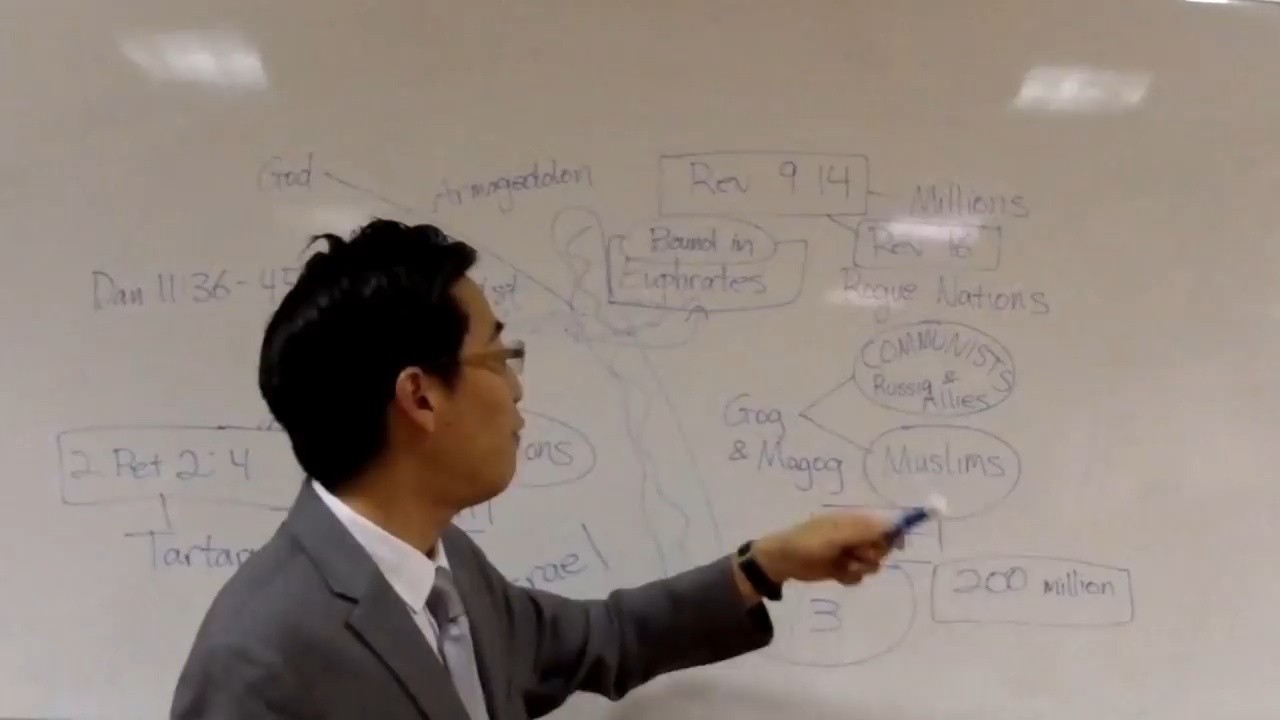 God
Armageddon
Rev 9 14
Millions
Bound in
Euphrates
Rev 16
Dan 11:36-45
Rogue Nations
COMMUNISTS
Russia &
Allies
Gog
& Magog
Muslims
2 Pet 2:4
200 million
3